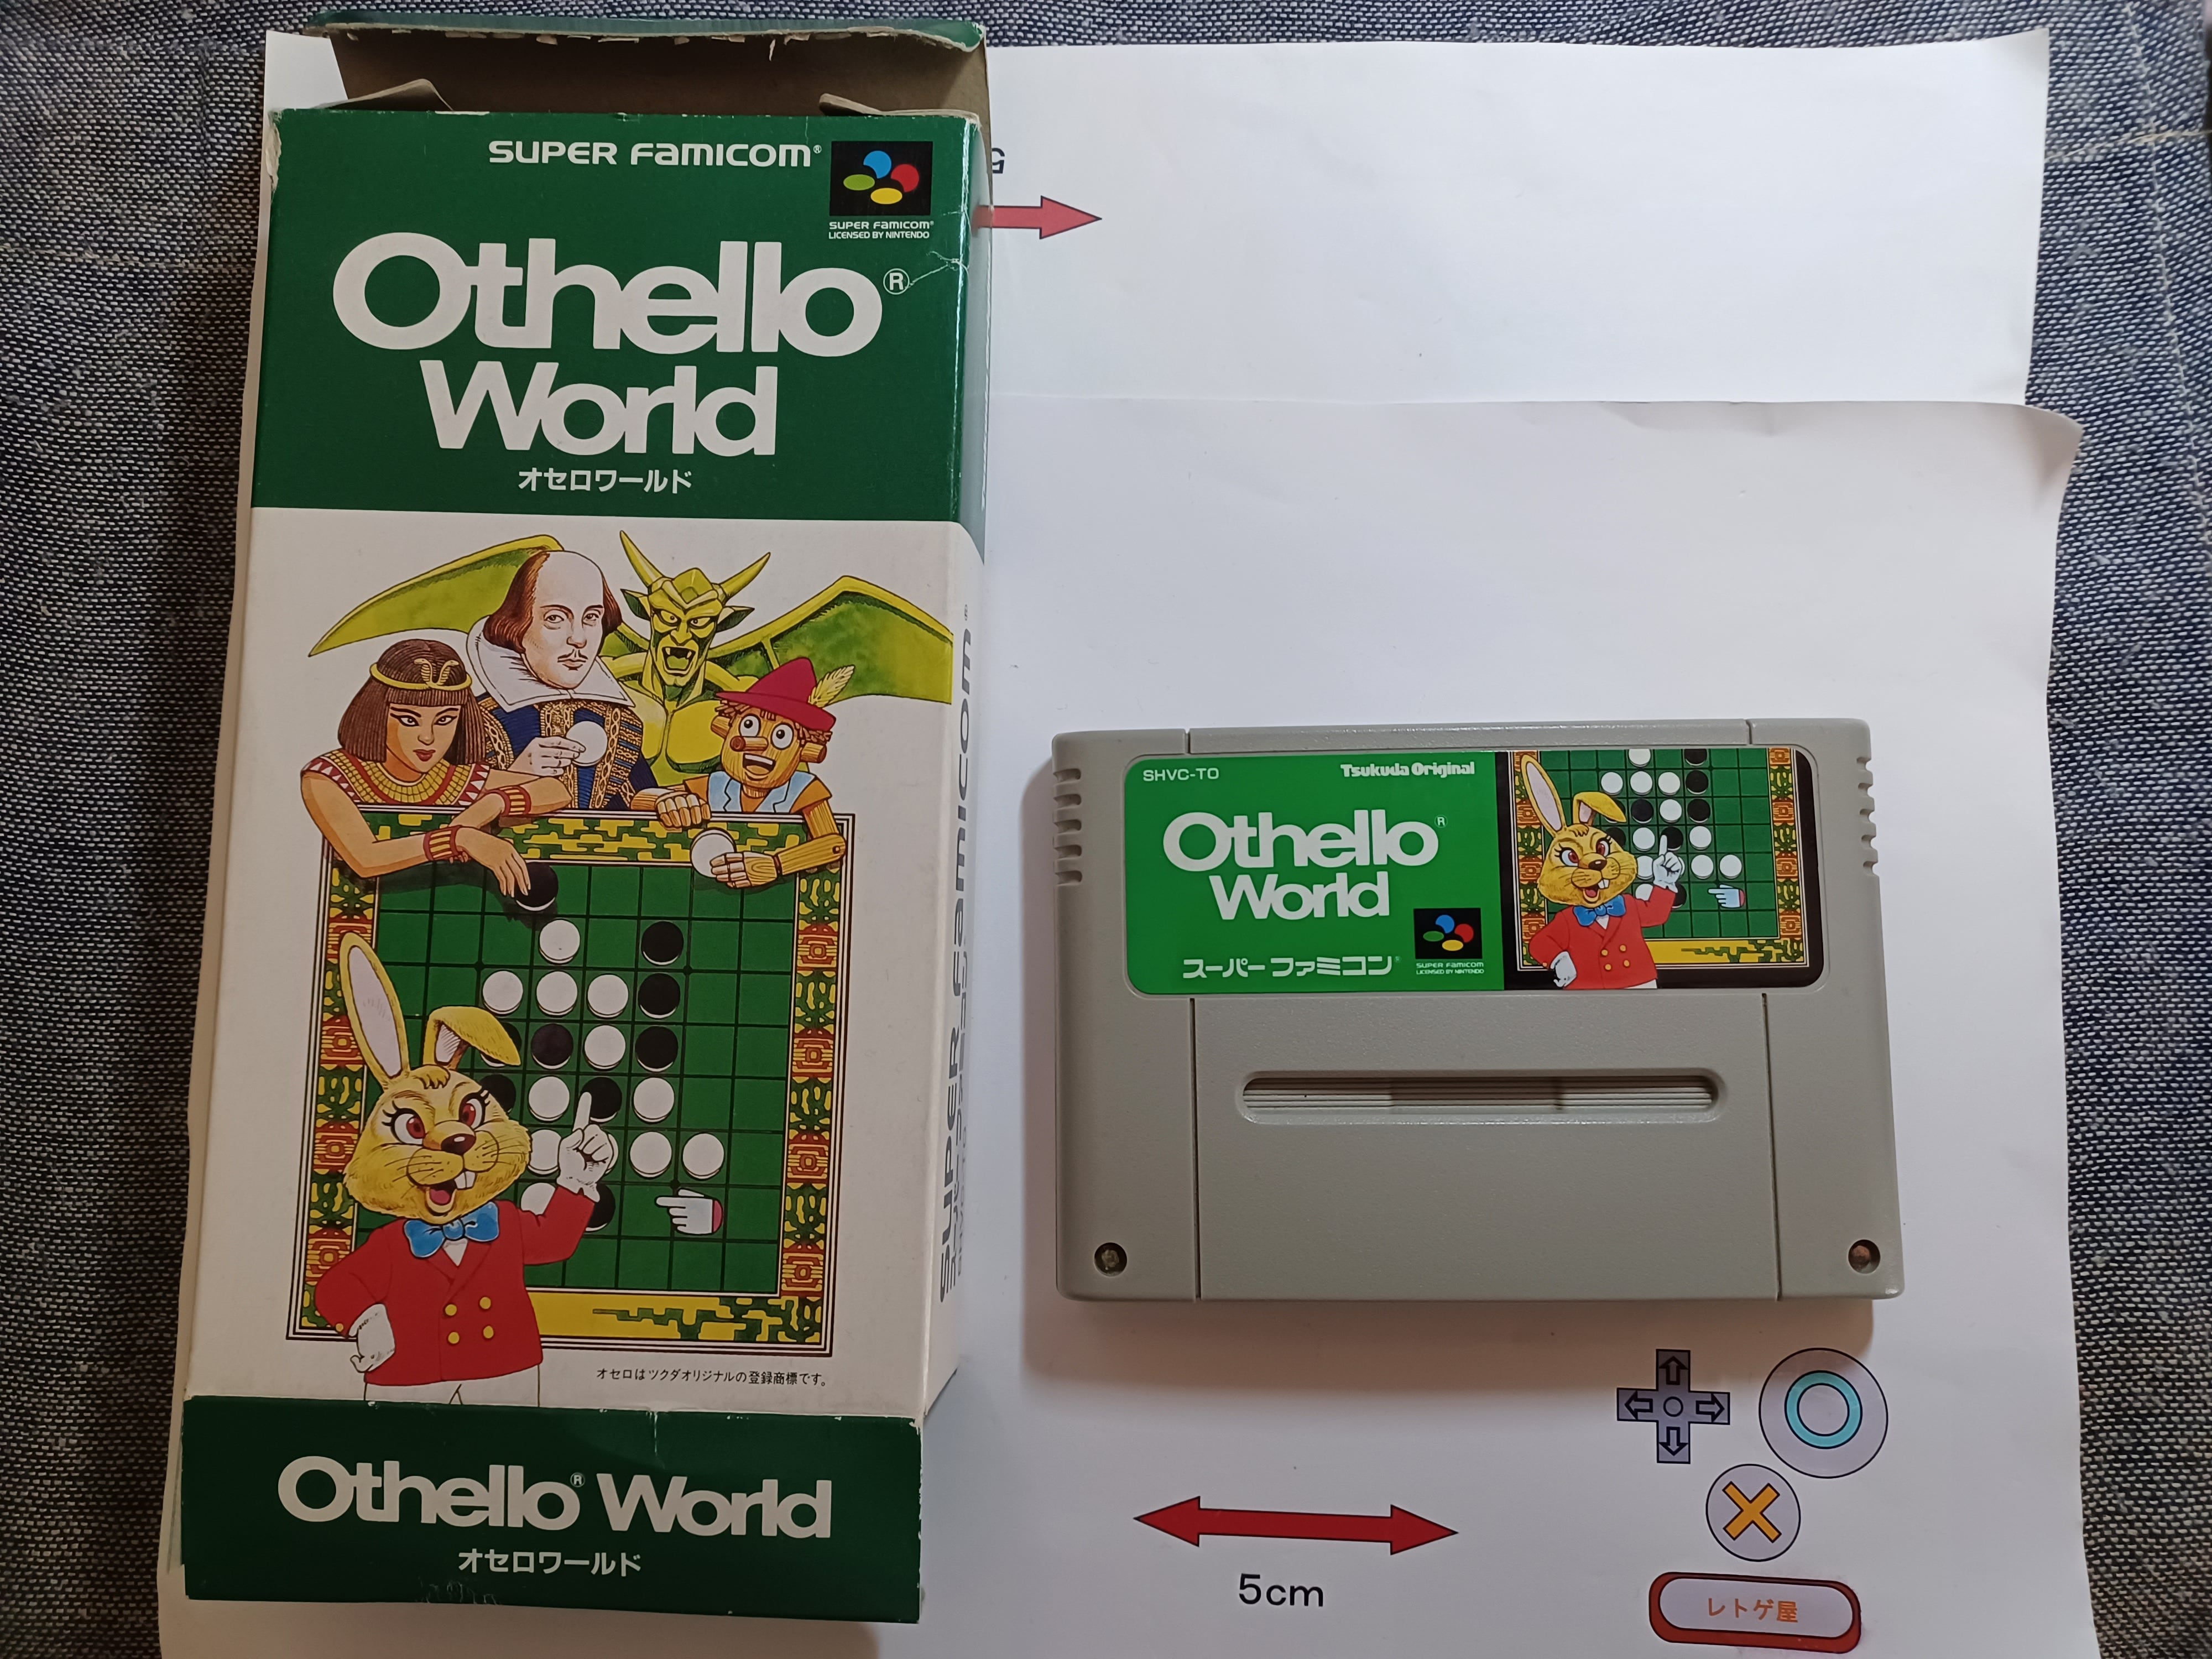 SUPER FAMICOM®
SUPER FAMICOM®
LICENSED BY NINTENDO
Othello®
World
オセロワールド
オセロはツクダオリジナルの登録商標です。
Othello® World
オセロワールド
SUPER FAMICOM®
SHVC-TO
Tsukuda Original
Othello®
World
スーパーファミコン®
SUPER FAMICOM
LICENSED BY NINTENDO
5cm
レトゲ屋